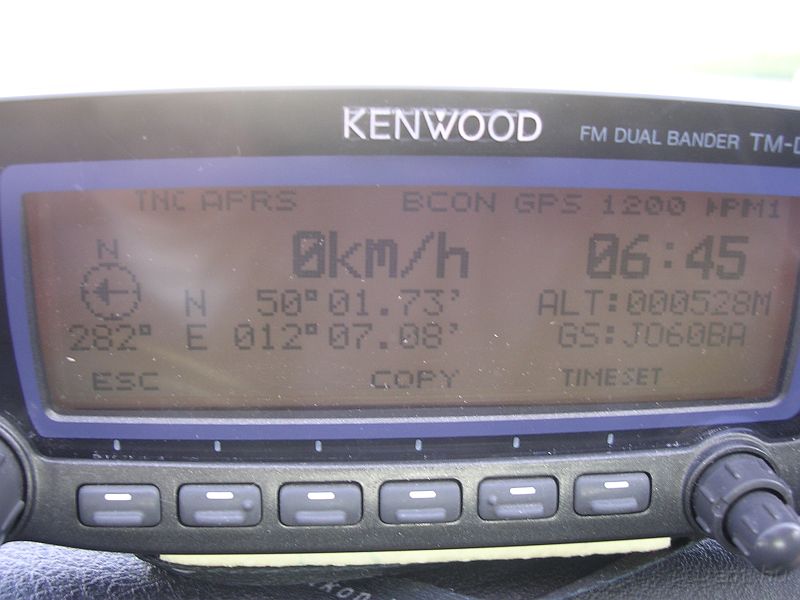 KENWOOD FM DUAL BANDER TM-D
TNC APRS BCON GPS 1200 ▶PM1
N 0km/h 06:45
N 50°01.73' ALT:000528M
282° E 012°07.08' GS:JO60BA
ESC COPY TIMESET